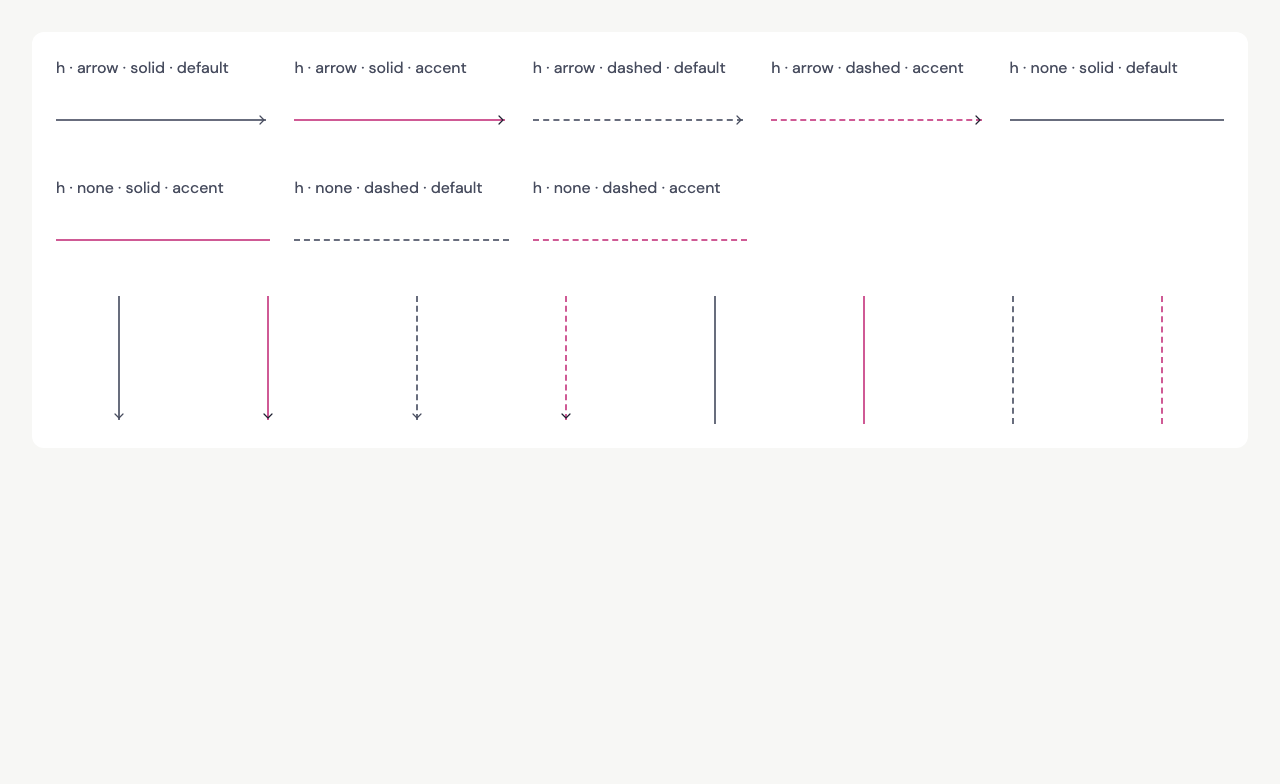 h · arrow · solid · default
h · arrow · solid · accent
h · arrow · dashed · default
h · arrow · dashed · accent
h · none · solid · default
h · none · solid · accent
h · none · dashed · default
h · none · dashed · accent